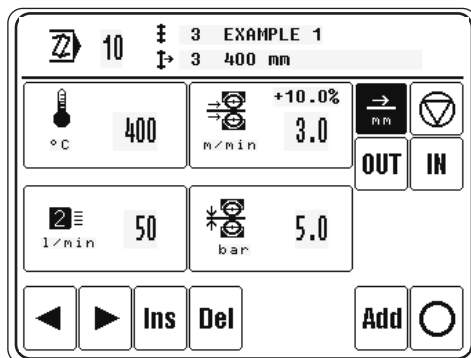 10 3 EXAMPLE 1
3 400 mm
°C 400
+10.0%
m/min 3.0
mm
OUT IN
2 l/min 50
bar 5.0
Ins Del Add